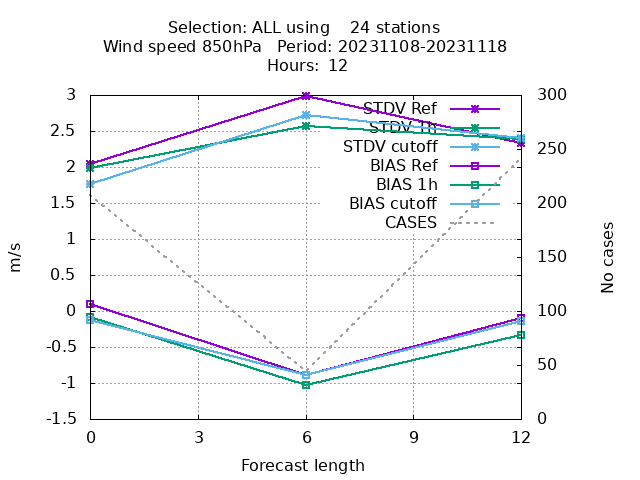 Selection: ALL using    24 stations
Wind speed 850hPa   Period: 20231108-20231118
Hours:  12
STDV Ref
STDV 1h
STDV cutoff
BIAS Ref
BIAS 1h
BIAS cutoff
CASES
3
2.5
2
1.5
1
0.5
0
-0.5
-1
-1.5
m/s
300
250
200
150
100
50
0
No cases
0 3 6 9 12
Forecast length